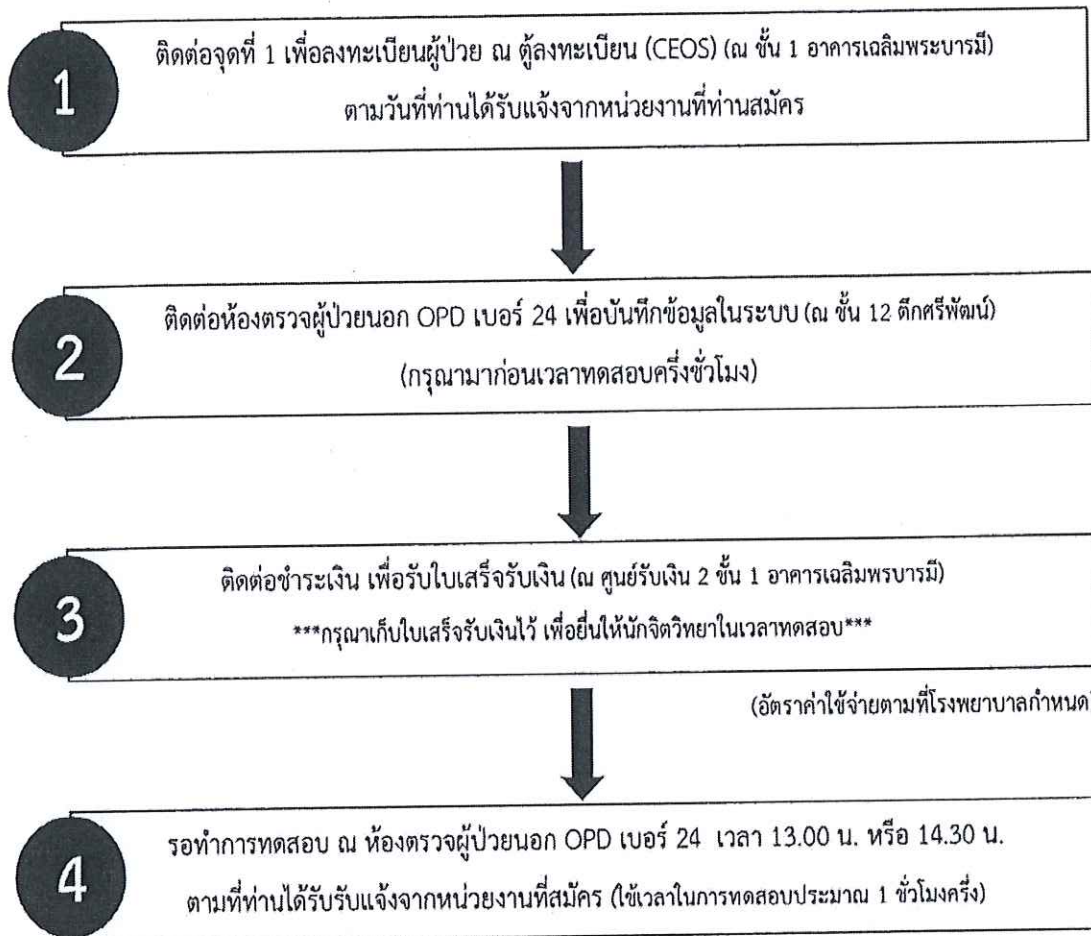 1
ติดต่อจุดที่ 1 เพื่อลงทะเบียนผู้ป่วย ณ ตู้ลงทะเบียน (CEOS) (ณ ชั้น 1 อาคารเฉลิมพระบารมี)
ตามวันที่ท่านได้รับแจ้งจากหน่วยงานที่ท่านสมัคร
2
ติดต่อห้องตรวจผู้ป่วยนอก OPD เบอร์ 24 เพื่อบันทึกข้อมูลในระบบ (ณ ชั้น 12 ตึกศรีพัฒน์)
(กรุณามาก่อนเวลาทดสอบครึ่งชั่วโมง)
3
ติดต่อชำระเงิน เพื่อรับใบเสร็จรับเงิน (ณ ศูนย์รับเงิน 2 ชั้น 1 อาคารเฉลิมพรบารมี)
***กรุณาเก็บใบเสร็จรับเงินไว้ เพื่อยื่นให้นักจิตวิทยาในเวลาทดสอบ***
(อัตราค่าใช้จ่ายตามที่โรงพยาบาลกำหนด)
4
รอทำการทดสอบ ณ ห้องตรวจผู้ป่วยนอก OPD เบอร์ 24 เวลา 13.00 น. หรือ 14.30 น.
ตามที่ท่านได้รับรับแจ้งจากหน่วยงานที่สมัคร (ใช้เวลาในการทดสอบประมาณ 1 ชั่วโมงครึ่ง)